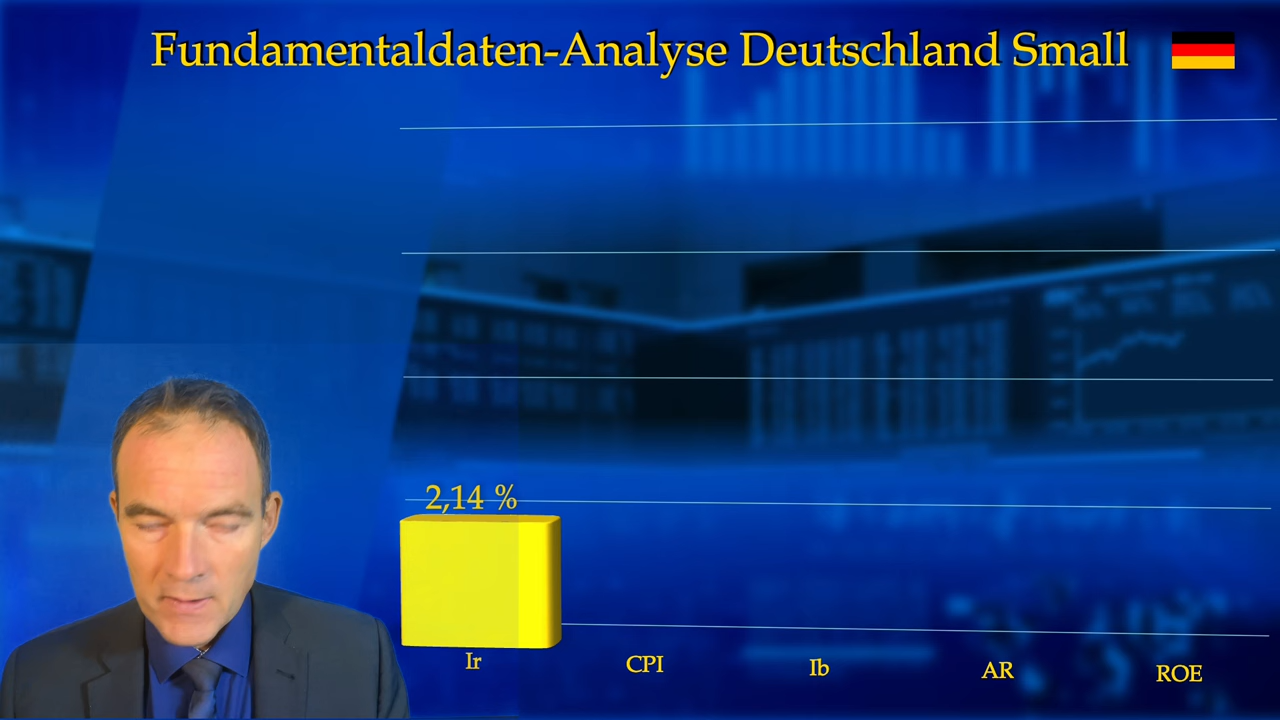 Fundamentaldaten-Analyse Deutschland Small
2,14 %
Ir
CPI
Ib
AR
ROE